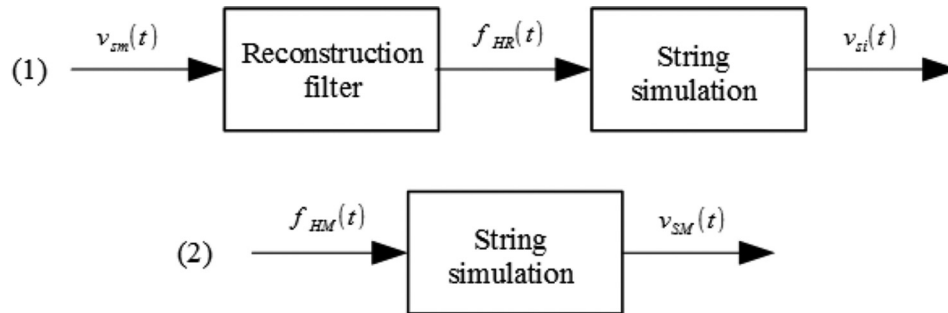 (1) v_sm(t) Reconstruction filter f_HR(t) String simulation v_si(t)
(2) f_HM(t) String simulation v_SM(t)